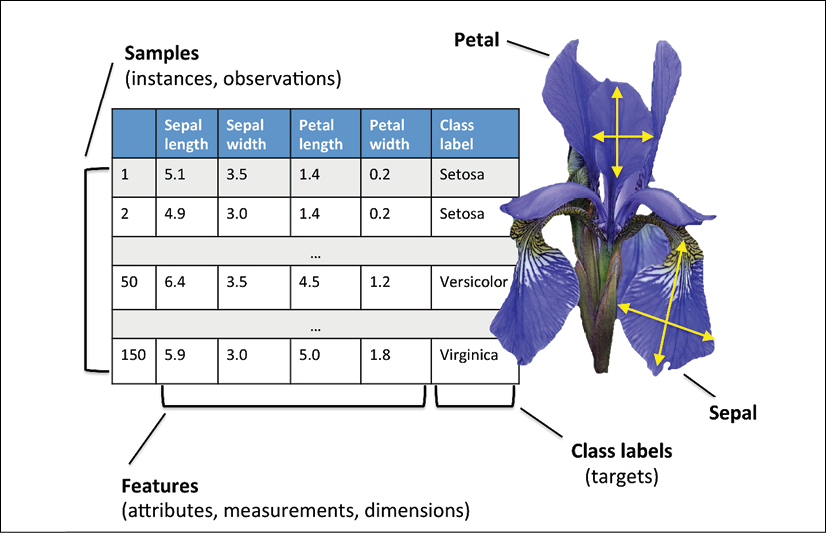 Samples
(instances, observations)
Petal
Sepal length Sepal width Petal length Petal width Class label
1 5.1 3.5 1.4 0.2 Setosa
2 4.9 3.0 1.4 0.2 Setosa
...
50 6.4 3.5 4.5 1.2 Versicolor
...
150 5.9 3.0 5.0 1.8 Virginica
Sepal
Class labels
(targets)
Features
(attributes, measurements, dimensions)